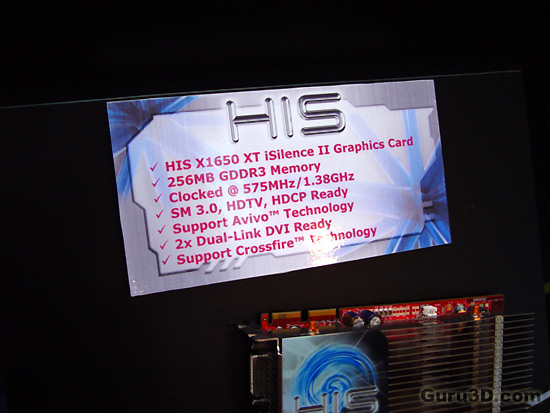 HIS
✓ HIS X1650 XT iSilence II Graphics Card
✓ 256MB GDDR3 Memory
✓ Clocked @ 575MHz/1.38GHz
✓ SM 3.0, HDTV, HDCP Ready
✓ Support Avivo™ Technology
✓ 2x Dual-Link DVI Ready
✓ Support Crossfire™ Technology
HIS
Guru3D.com